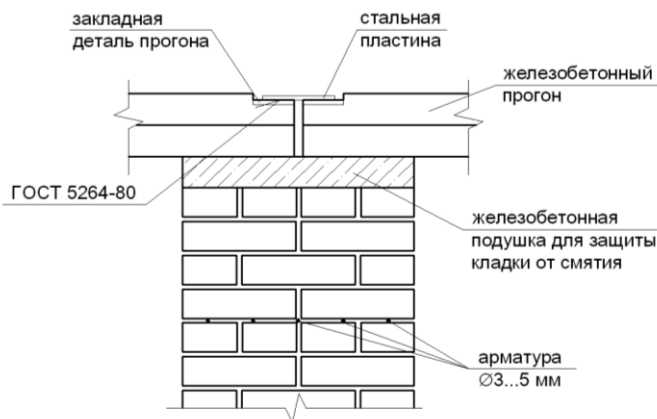 закладная
деталь прогона
стальная
пластина
железобетонный
прогон
ГОСТ 5264-80
железобетонная
подушка для защиты
кладки от смятия
арматура
∅3...5 мм